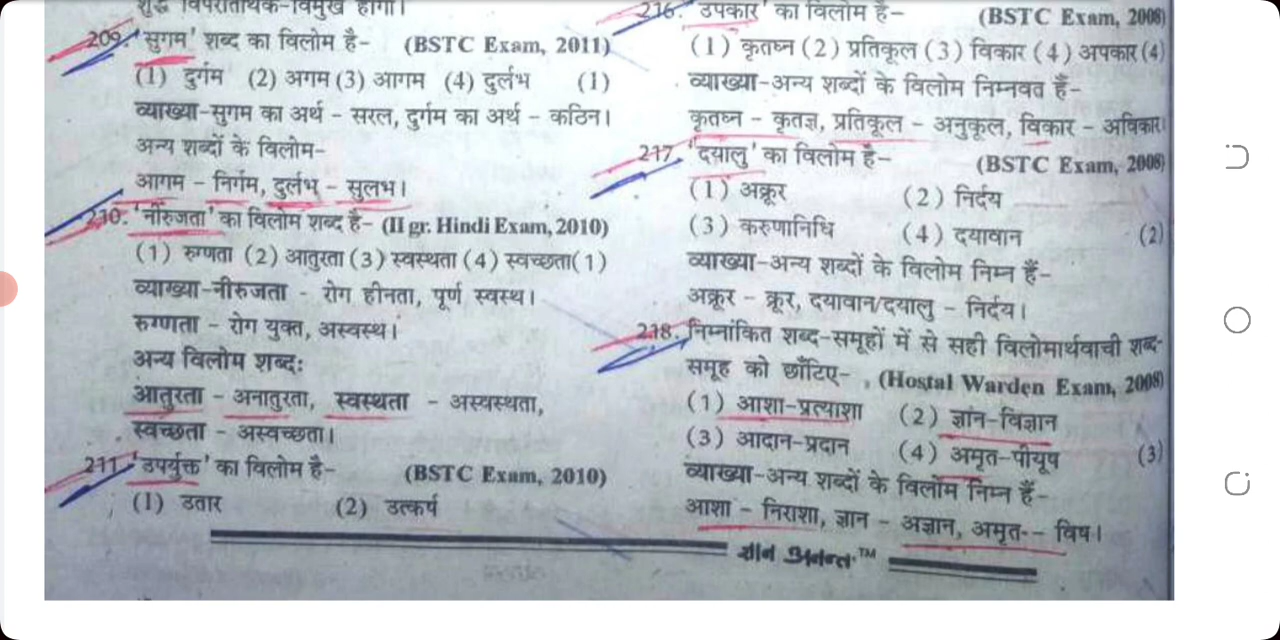 शुद्ध विपरीतार्थक-विमुख होगा।
209. 'सुगम' शब्द का विलोम है- (BSTC Exam, 2011)
(1) दुर्गम (2) अगम (3) आगम (4) दुर्लभ (1)
व्याख्या-सुगम का अर्थ - सरल, दुर्गम का अर्थ - कठिन।
अन्य शब्दों के विलोम-
आगम - निर्गम, दुर्लभ - सुलभ।
210. 'नीरुजता' का विलोम शब्द है- (II gr. Hindi Exam, 2010)
(1) रुग्णता (2) आतुरता (3) स्वस्थता (4) स्वच्छता(1)
व्याख्या-नीरुजता - रोग हीनता, पूर्ण स्वस्थ।
रुग्णता - रोग युक्त, अस्वस्थ।
अन्य विलोम शब्दः
आतुरता - अनातुरता, स्वस्थता - अस्वस्थता,
स्वच्छता - अस्वच्छता।
211. 'उपर्युक्त' का विलोम है- (BSTC Exam, 2010)
(1) उतार (2) उत्कर्ष
216. 'उपकार' का विलोम है- (BSTC Exam, 2008)
(1) कृतघ्न (2) प्रतिकूल (3) विकार (4) अपकार (4)
व्याख्या-अन्य शब्दों के विलोम निम्नवत हैं-
कृतघ्न - कृतज्ञ, प्रतिकूल - अनुकूल, विकार - अविकार।
217. 'दयालु' का विलोम है- (BSTC Exam, 2008)
(1) अक्रूर (2) निर्दय
(3) करुणानिधि (4) दयावान (2)
व्याख्या-अन्य शब्दों के विलोम निम्न हैं-
अक्रूर - क्रूर, दयावान/दयालु - निर्दय।
218. निम्नांकित शब्द-समूहों में से सही विलोमार्थवाची शब्द-
समूह को छाँटिए- (Hostal Warden Exam, 2008)
(1) आशा-प्रत्याशा (2) ज्ञान-विज्ञान
(3) आदान-प्रदान (4) अमृत-पीयूष (3)
व्याख्या-अन्य शब्दों के विलोम निम्न हैं-
आशा - निराशा, ज्ञान - अज्ञान, अमृत - विष।
ज्ञान अनन्त™